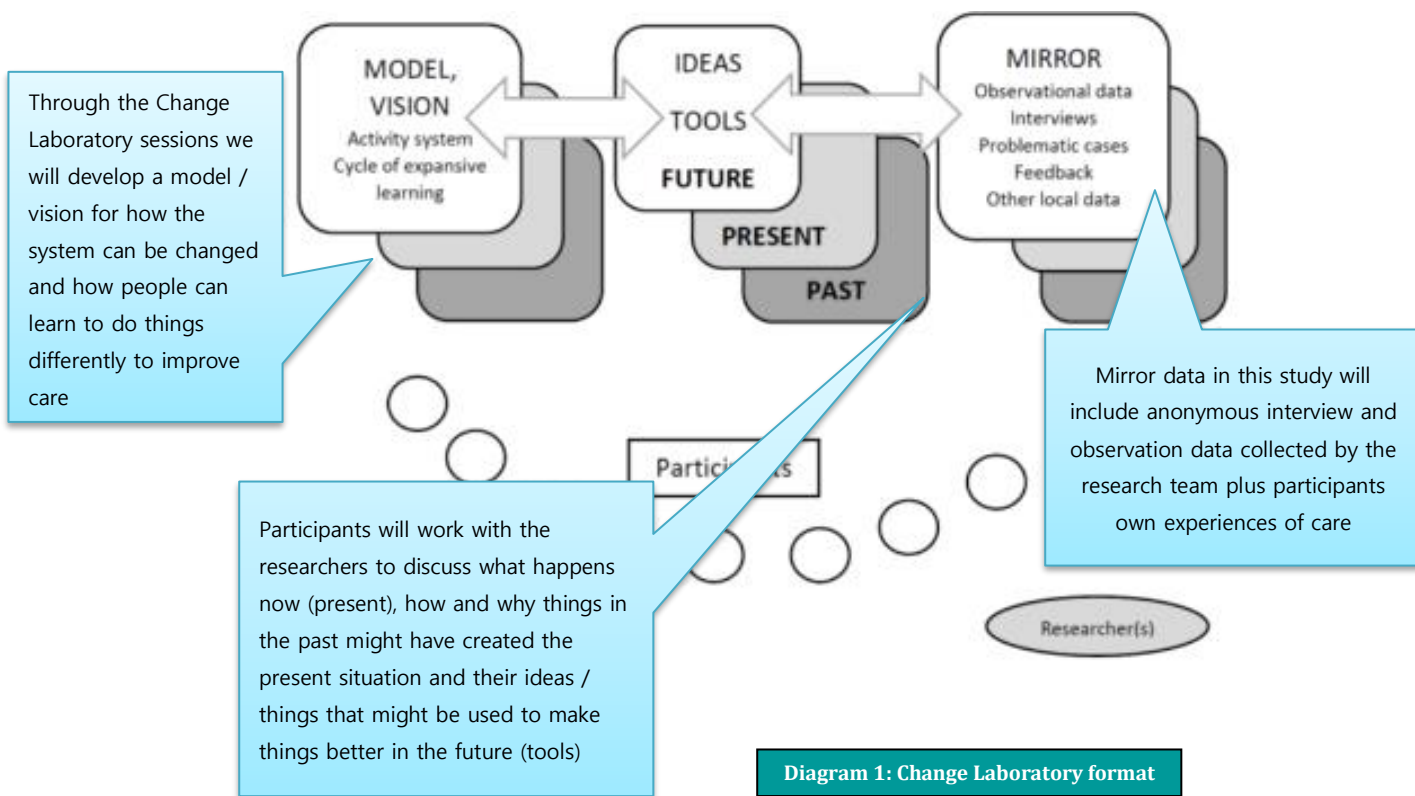 MODEL,
VISION
Activity system
Cycle of expansive
learning
IDEAS
TOOLS
FUTURE
PRESENT
PAST
MIRROR
Observational data
Interviews
Problematic cases
Feedback
Other local data
Through the Change
Laboratory sessions we
will develop a model /
vision for how the
system can be changed
and how people can
learn to do things
differently to improve
care
Participants
Mirror data in this study will
include anonymous interview and
observation data collected by the
research team plus participants
own experiences of care
Participants will work with the
researchers to discuss what happens
now (present), how and why things in
the past might have created the
present situation and their ideas /
things that might be used to make
things better in the future (tools)
Researcher(s)
Diagram 1: Change Laboratory format